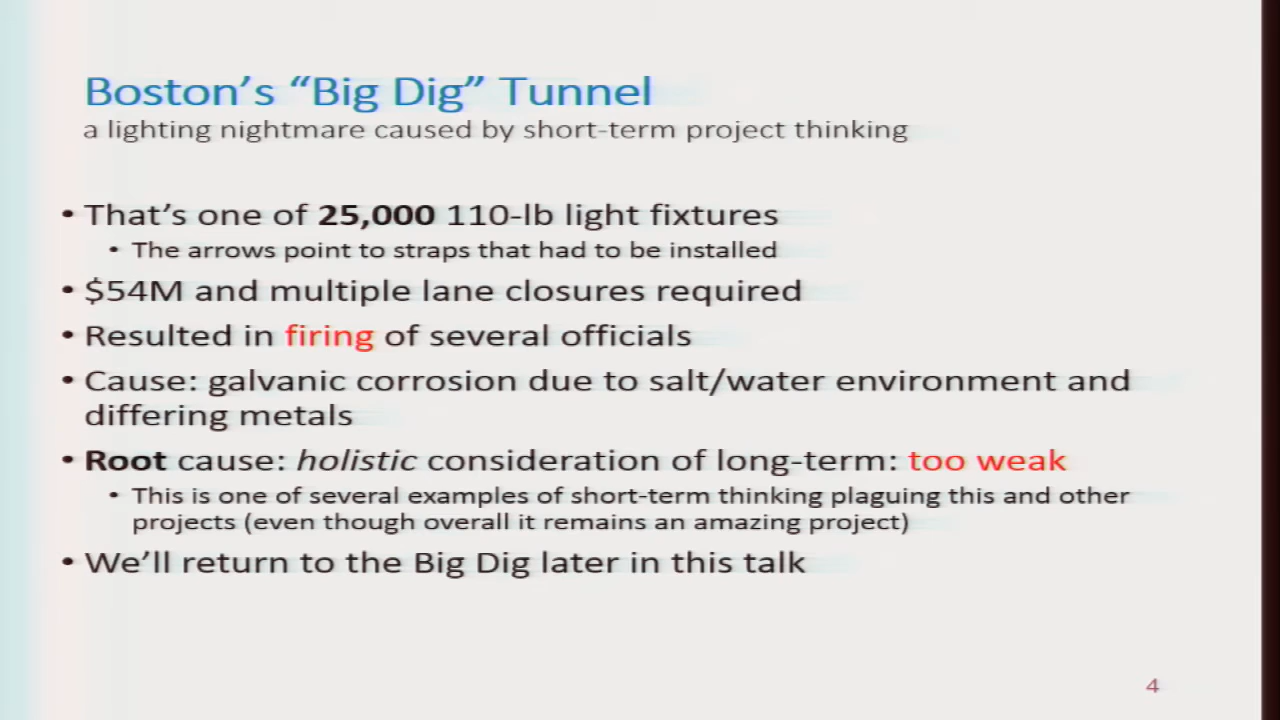 Boston's “Big Dig” Tunnel
a lighting nightmare caused by short-term project thinking
• That's one of 25,000 110-lb light fixtures
• The arrows point to straps that had to be installed
• $54M and multiple lane closures required
• Resulted in firing of several officials
• Cause: galvanic corrosion due to salt/water environment and
differing metals
• Root cause: holistic consideration of long-term: too weak
• This is one of several examples of short-term thinking plaguing this and other
projects (even though overall it remains an amazing project)
• We'll return to the Big Dig later in this talk
4